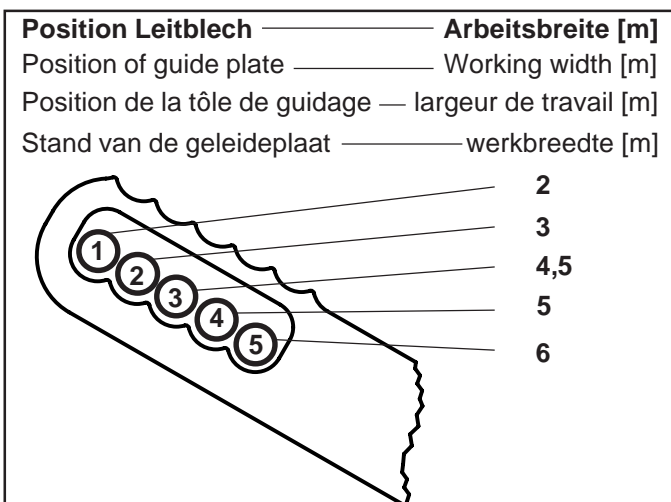 Position Leitblech Arbeitsbreite [m]
Position of guide plate Working width [m]
Position de la tôle de guidage largeur de travail [m]
Stand van de geleideplaat werkbreedte [m]
1 2
2 3
3 4,5
4 5
5 6